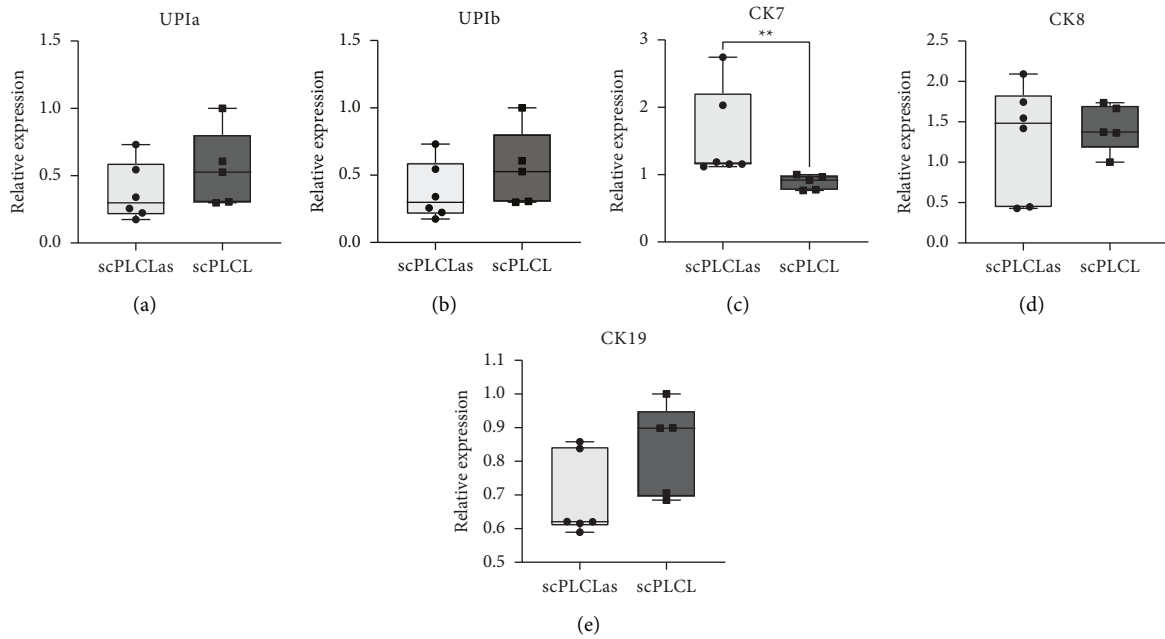 UPIa
Relative expression
1.5
1.0
0.5
0.0
scPLCLas scPLCL
(a)
UPIb
Relative expression
1.5
1.0
0.5
0.0
scPLCLas scPLCL
(b)
CK7
Relative expression
3
2
1
0
**
scPLCLas scPLCL
(c)
CK8
Relative expression
2.5
2.0
1.5
1.0
0.5
0.0
scPLCLas scPLCL
(d)
CK19
Relative expression
1.1
1.0
0.9
0.8
0.7
0.6
0.5
scPLCLas scPLCL
(e)